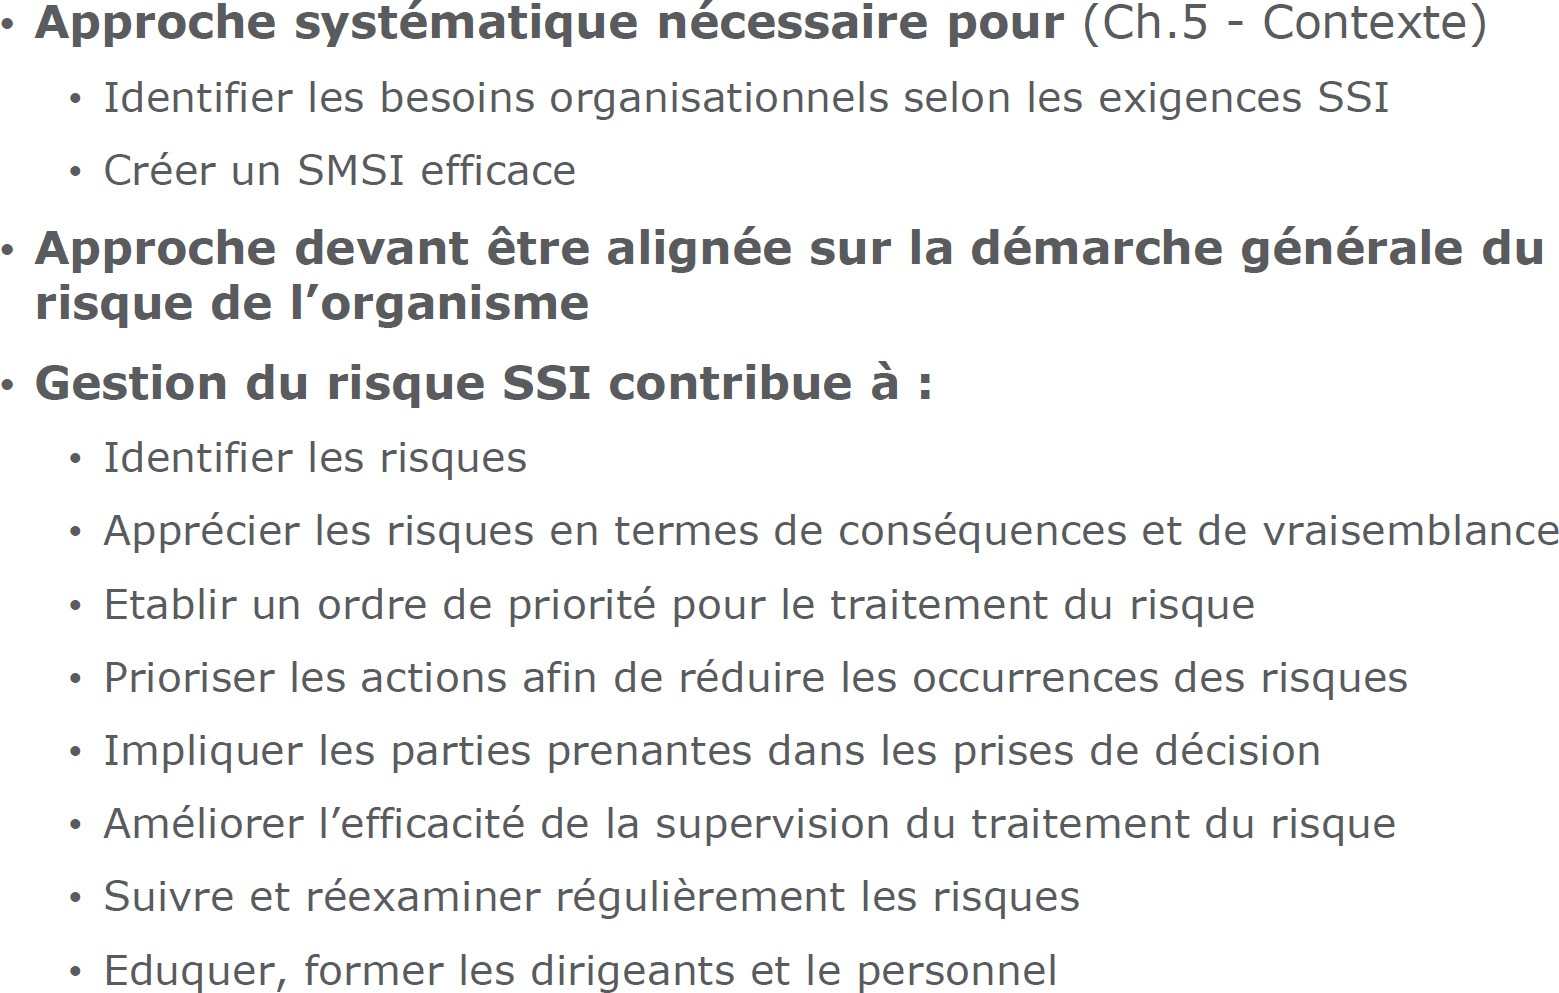 • Approche systématique nécessaire pour (Ch.5 - Contexte)
• Identifier les besoins organisationnels selon les exigences SSI
• Créer un SMSI efficace
• Approche devant être alignée sur la démarche générale du
risque de l’organisme
• Gestion du risque SSI contribue à :
• Identifier les risques
• Apprécier les risques en termes de conséquences et de vraisemblance
• Etablir un ordre de priorité pour le traitement du risque
• Prioriser les actions afin de réduire les occurrences des risques
• Impliquer les parties prenantes dans les prises de décision
• Améliorer l’efficacité de la supervision du traitement du risque
• Suivre et réexaminer régulièrement les risques
• Eduquer, former les dirigeants et le personnel